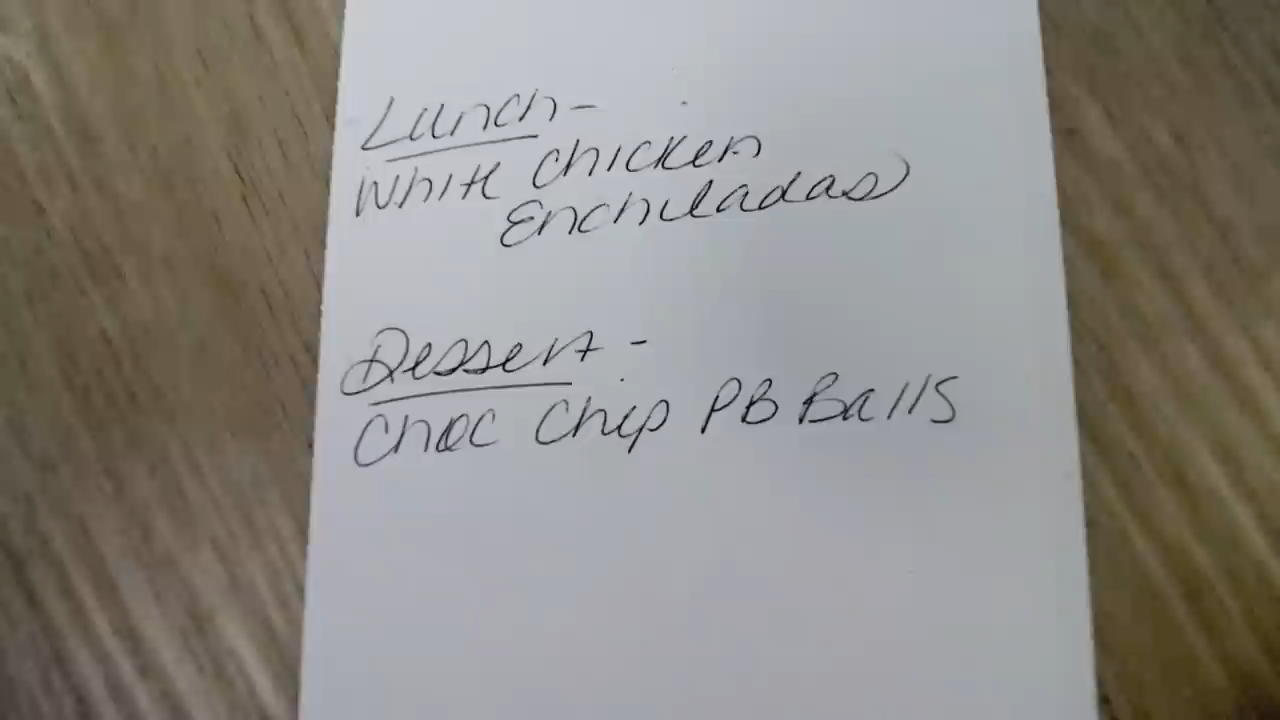 Lunch-
White Chicken
Enchiladas
Dessert-
Choc Chip PB Balls